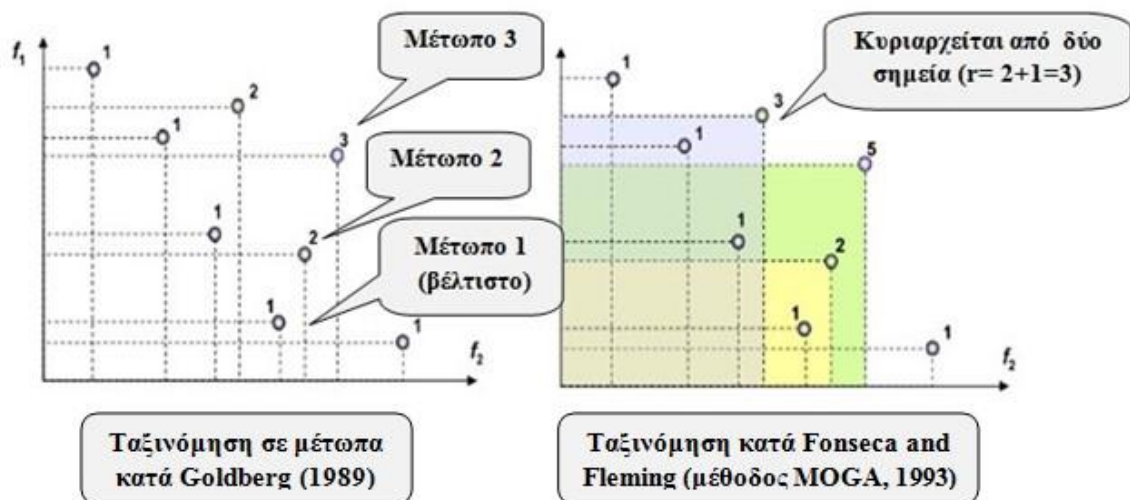 f₁
1
2
1
3
1
2
1
1
f₂
Μέτωπο 3
Μέτωπο 2
Μέτωπο 1
(βέλτιστο)
Ταξινόμηση σε μέτωπα
κατά Goldberg (1989)
1
3
1
5
1
2
1
1
f₂
Κυριαρχείται από δύο
σημεία (r= 2+1=3)
Ταξινόμηση κατά Fonseca and
Fleming (μέθοδος MOGA, 1993)